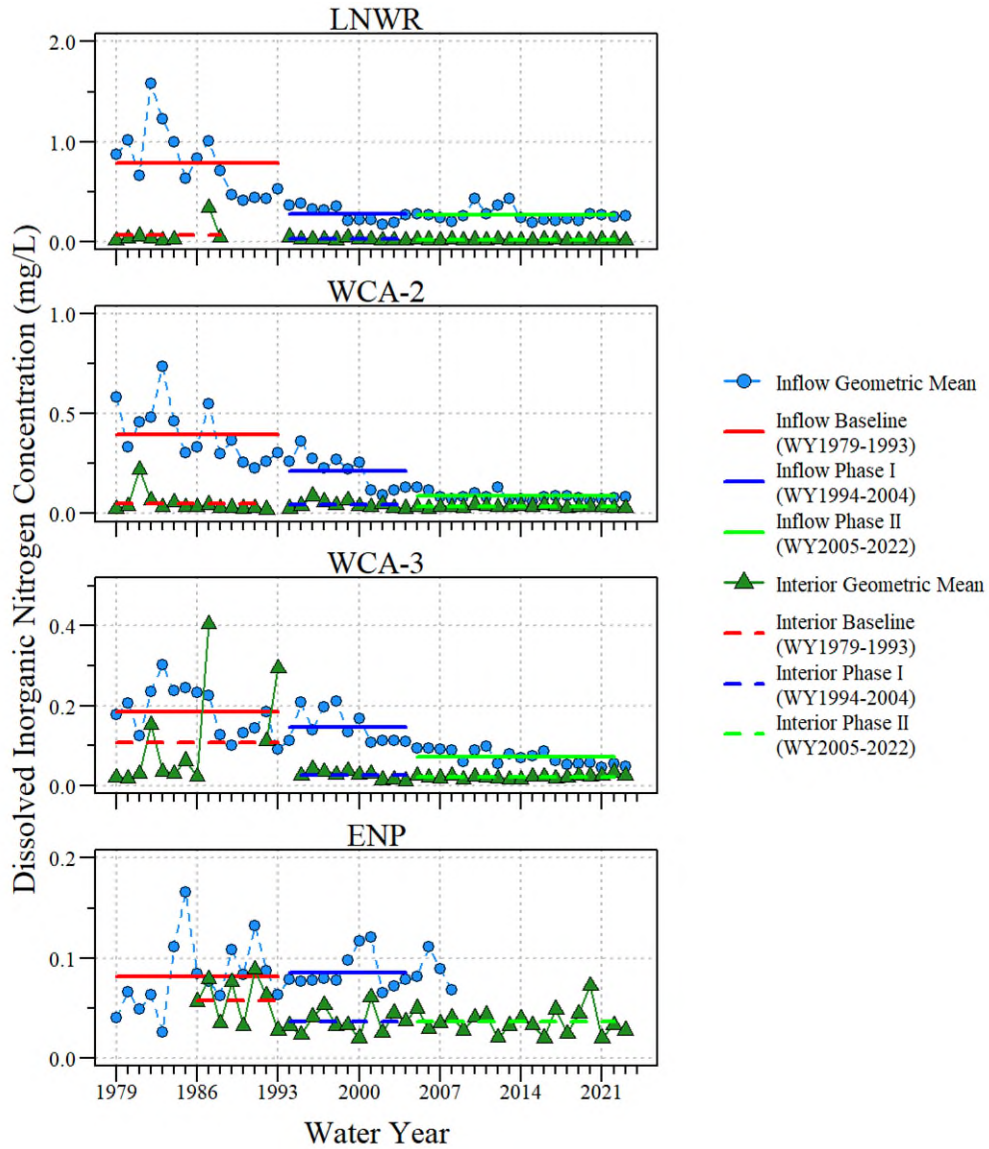 LNWR
2.0
1.0
0.0
WCA-2
1.0
0.5
0.0
WCA-3
0.4
0.2
0.0
ENP
0.2
0.1
0.0
1979 1986 1993 2000 2007 2014 2021
Water Year
Dissolved Inorganic Nitrogen Concentration (mg/L)
Inflow Geometric Mean
Inflow Baseline
(WY1979-1993)
Inflow Phase I
(WY1994-2004)
Inflow Phase II
(WY2005-2022)
Interior Geometric Mean
Interior Baseline
(WY1979-1993)
Interior Phase I
(WY1994-2004)
Interior Phase II
(WY2005-2022)